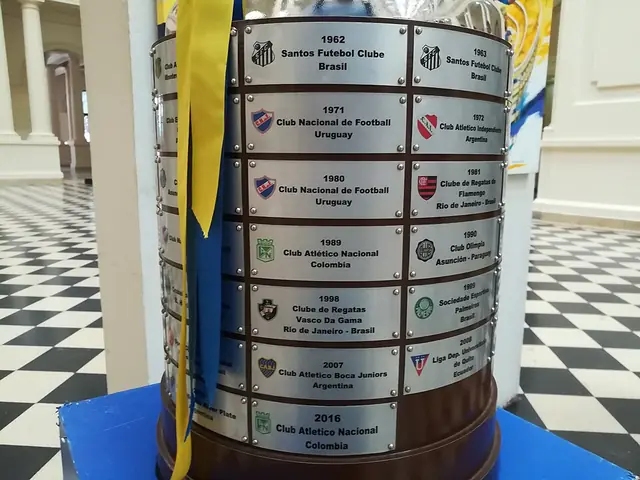 1962
Santos Futebol Clube
Brasil
1963
Santos Futebol Clube
Brasil
1971
Club Nacional de Football
Uruguay
1972
Club Atletico Independiente
Argentina
1980
Club Nacional de Football
Uruguay
1981
Clube de Regatas do
Flamengo
Rio de Janeiro - Brasil
1989
Club Atlético Nacional
Colombia
1990
Club Olimpia
Asunción - Paraguay
1998
Clube de Regatas
Vasco Da Gama
Rio de Janeiro - Brasil
1999
Sociedade Esportiva
Palmeiras
Brasil
2007
Club Atletico Boca Juniors
Argentina
2008
Liga Dep. Universitaria
de Quito
Ecuador
Plate
2016
Club Atlético Nacional
Colombia